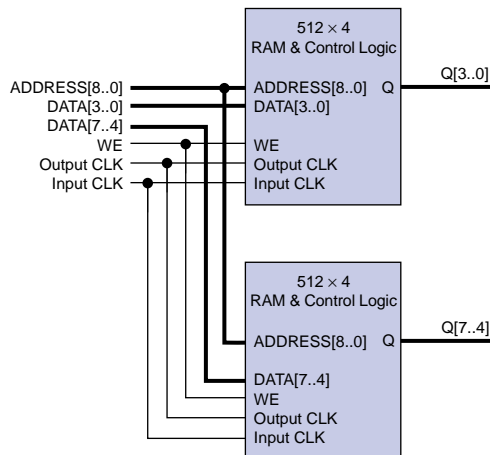 512 × 4
RAM & Control Logic
ADDRESS[8..0]
DATA[3..0]
DATA[7..4]
WE
Output CLK
Input CLK
ADDRESS[8..0]
Q
DATA[3..0]
WE
Output CLK
Input CLK
Q[3..0]
512 × 4
RAM & Control Logic
ADDRESS[8..0]
Q
DATA[7..4]
WE
Output CLK
Input CLK
Q[7..4]